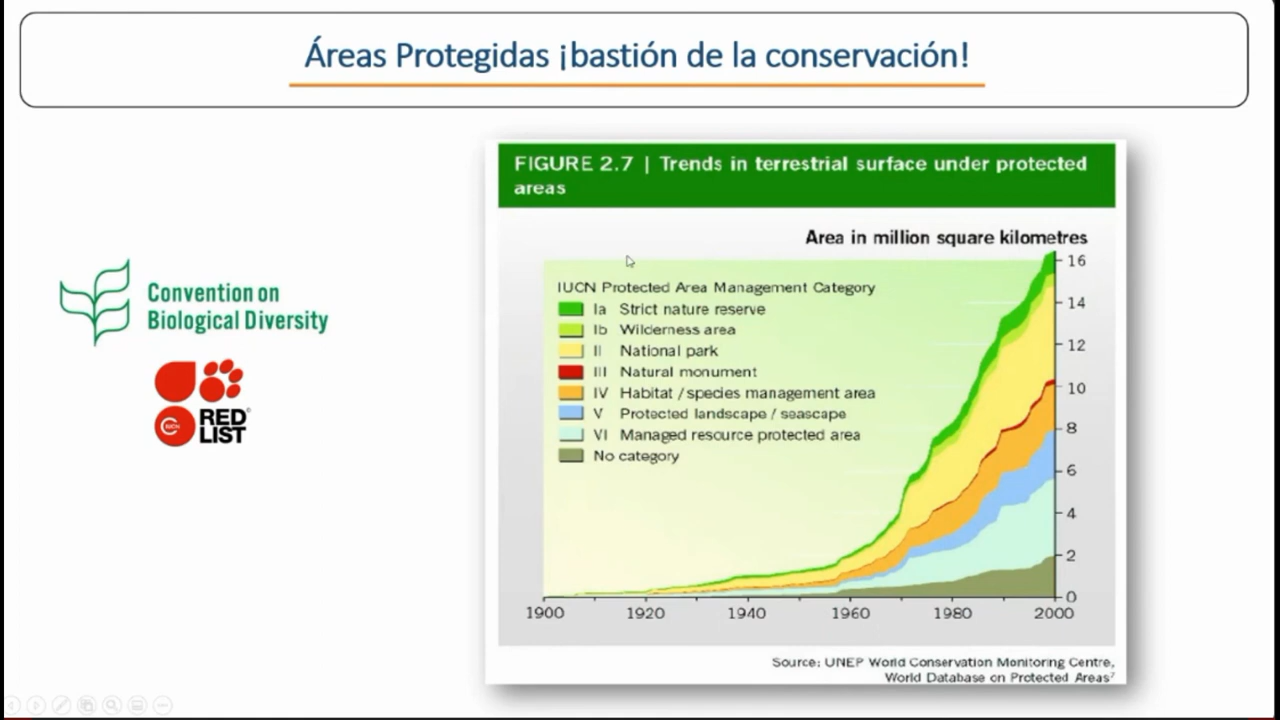 Áreas Protegidas ¡bastión de la conservación!
Convention on
Biological Diversity
IUCN
RED
LIST
FIGURE 2.7 | Trends in terrestrial surface under protected
areas
Area in million square kilometres
IUCN Protected Area Management Category
Ia Strict nature reserve
Ib Wilderness area
II National park
III Natural monument
IV Habitat / species management area
V Protected landscape / seascape
VI Managed resource protected area
No category
16
14
12
10
8
6
4
2
0
1900 1920 1940 1960 1980 2000
Source: UNEP World Conservation Monitoring Centre,
World Database on Protected Areas⁷